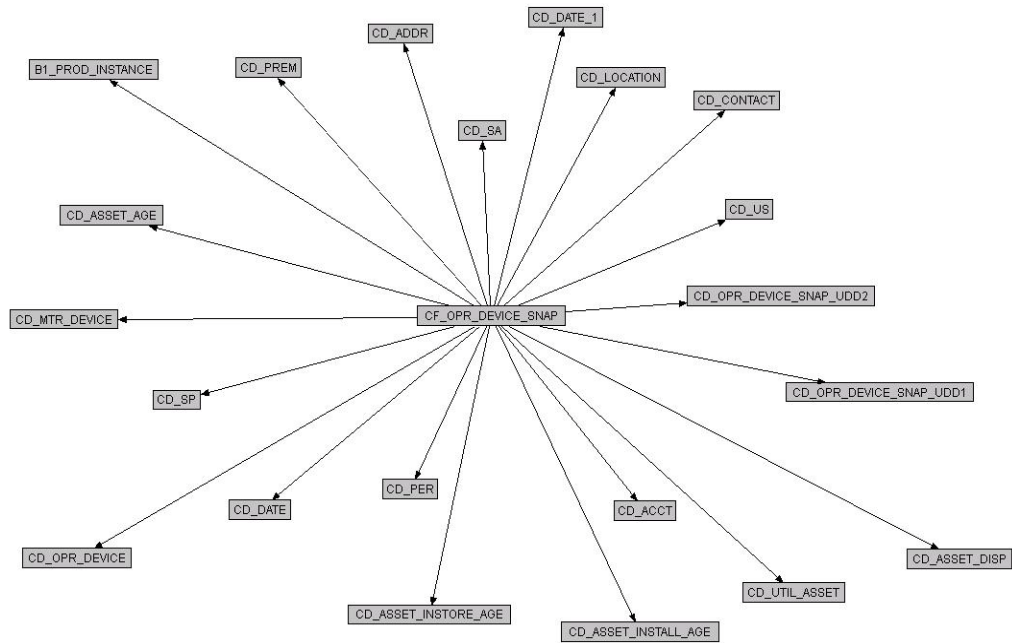 CD_DATE_1
CD_ADDR
CD_PREM
B1_PROD_INSTANCE
CD_LOCATION
CD_CONTACT
CD_SA
CD_US
CD_ASSET_AGE
CD_OPR_DEVICE_SNAP_UDD2
CF_OPR_DEVICE_SNAP
CD_MTR_DEVICE
CD_OPR_DEVICE_SNAP_UDD1
CD_SP
CD_PER
CD_DATE
CD_ACCT
CD_OPR_DEVICE
CD_ASSET_DISP
CD_UTIL_ASSET
CD_ASSET_INSTORE_AGE
CD_ASSET_INSTALL_AGE